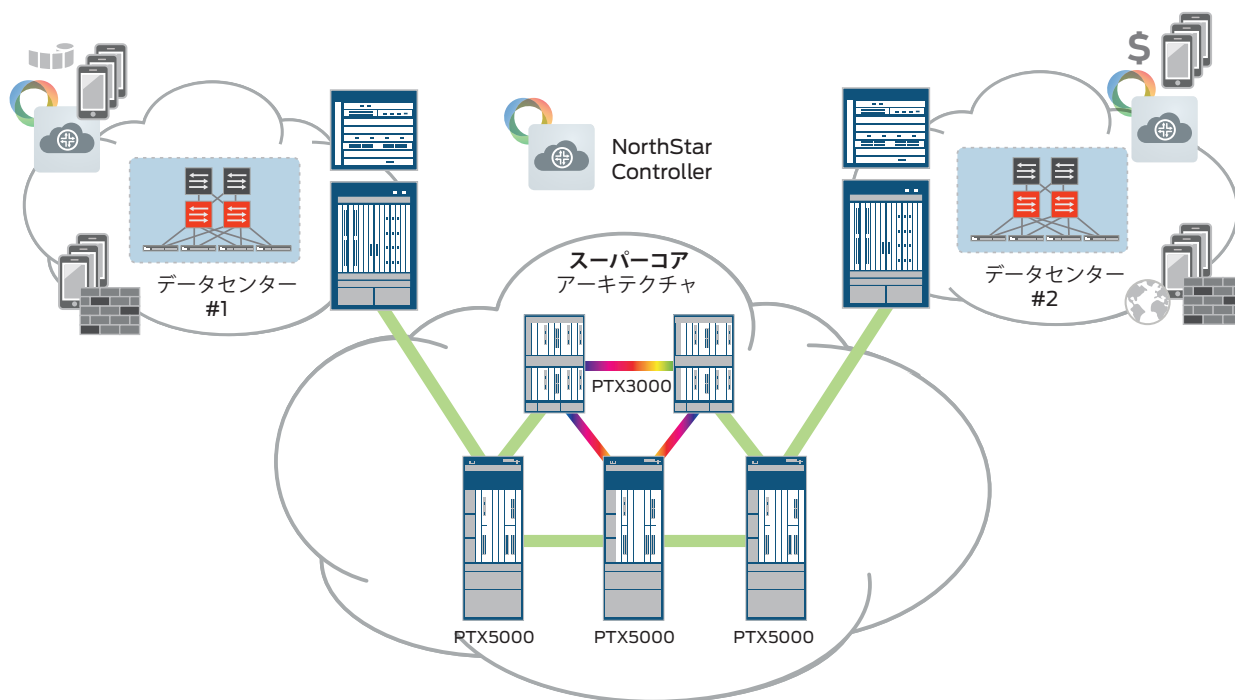 $
NorthStar
Controller
データセンター
#1
スーパーコア
アーキテクチャ
データセンター
#2
PTX3000
PTX5000
PTX5000
PTX5000